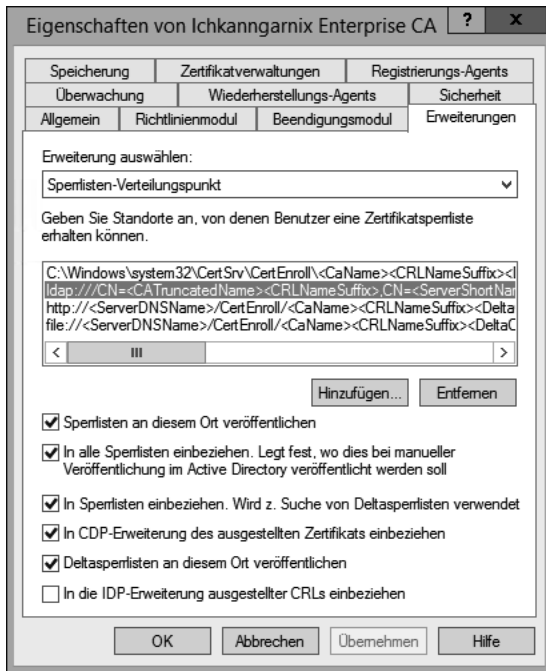 Eigenschaften von Ichkanngarnix Enterprise CA ? x
Speicherung Zertifikatverwaltungen Registrierungs-Agents
Überwachung Wiederherstellungs-Agents Sicherheit
Allgemein Richtlinienmodul Beendigungsmodul Erweiterungen
Erweiterung auswählen:
Sperrlisten-Verteilungspunkt
Geben Sie Standorte an, von denen Benutzer eine Zertifikatsperrliste
erhalten können.
C:\Windows\system32\CertSrv\CertEnroll\<CaName><CRLNameSuffix><
ldap:///CN=<CATruncatedName><CRLNameSuffix>,CN=<ServerShortNar
http://<ServerDNSName>/CertEnroll/<CaName><CRLNameSuffix><Delta
file://<ServerDNSName>/CertEnroll/<CaName><CRLNameSuffix><DeltaC
Hinzufügen... Entfernen
Sperrlisten an diesem Ort veröffentlichen
In alle Sperrlisten einbeziehen. Legt fest, wo dies bei manueller
Veröffentlichung im Active Directory veröffentlicht werden soll
In Sperrlisten einbeziehen. Wird z. Suche von Deltasperrlisten verwendet
In CDP-Erweiterung des ausgestellten Zertifikats einbeziehen
Deltasperrlisten an diesem Ort veröffentlichen
In die IDP-Erweiterung ausgestellter CRLs einbeziehen
OK Abbrechen Übernehmen Hilfe